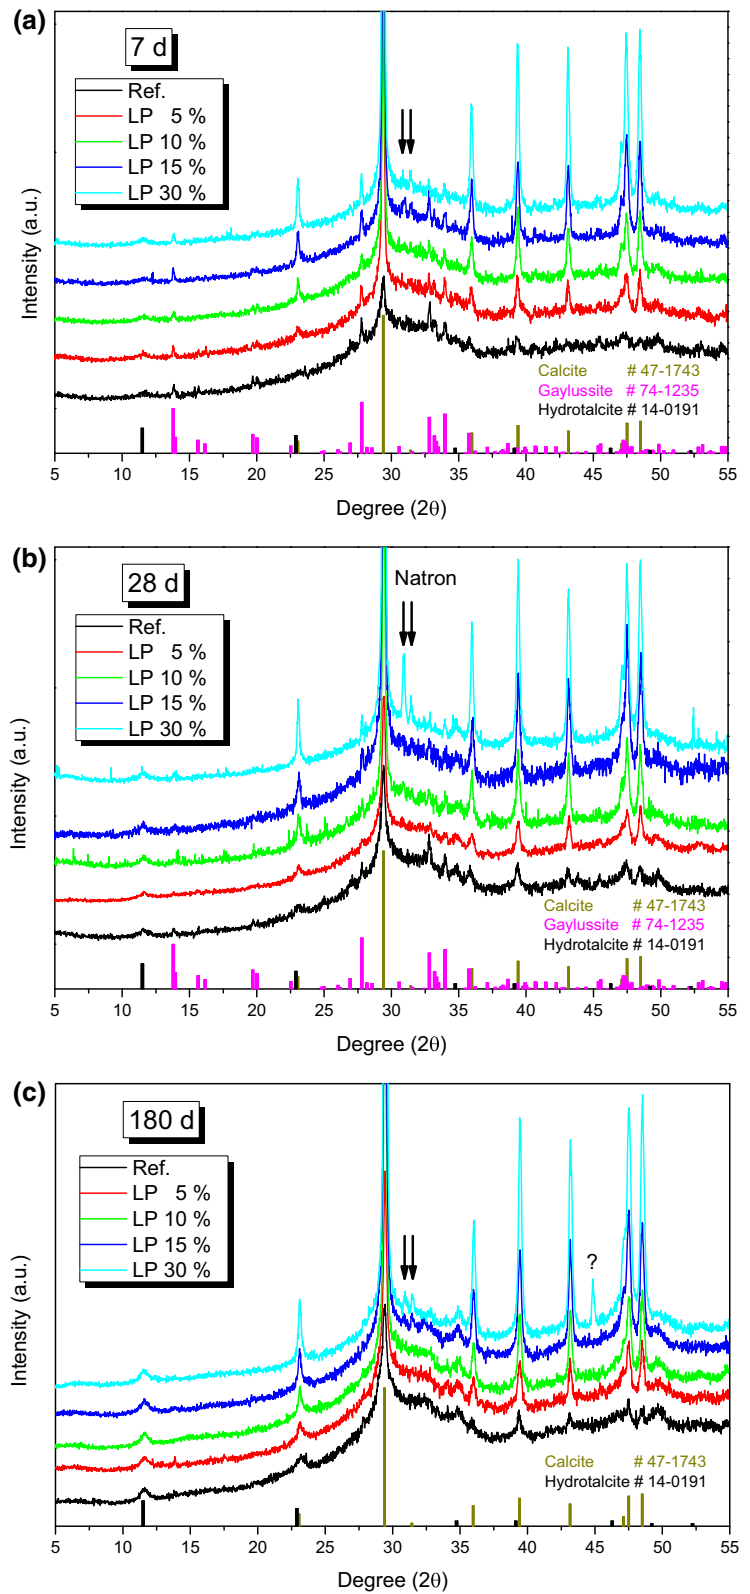 (a)
7 d
Ref.
LP 5 %
LP 10 %
LP 15 %
LP 30 %
Intensity (a.u.)
Calcite # 47-1743
Gaylussite # 74-1235
Hydrotalcite # 14-0191
5 10 15 20 25 30 35 40 45 50 55
Degree (2θ)
(b)
28 d
Natron
Ref.
LP 5 %
LP 10 %
LP 15 %
LP 30 %
Intensity (a.u.)
Calcite # 47-1743
Gaylussite # 74-1235
Hydrotalcite # 14-0191
5 10 15 20 25 30 35 40 45 50 55
Degree (2θ)
(c)
180 d
Ref.
LP 5 %
LP 10 %
LP 15 %
LP 30 %
?
Intensity (a.u.)
Calcite # 47-1743
Hydrotalcite # 14-0191
5 10 15 20 25 30 35 40 45 50 55
Degree (2θ)